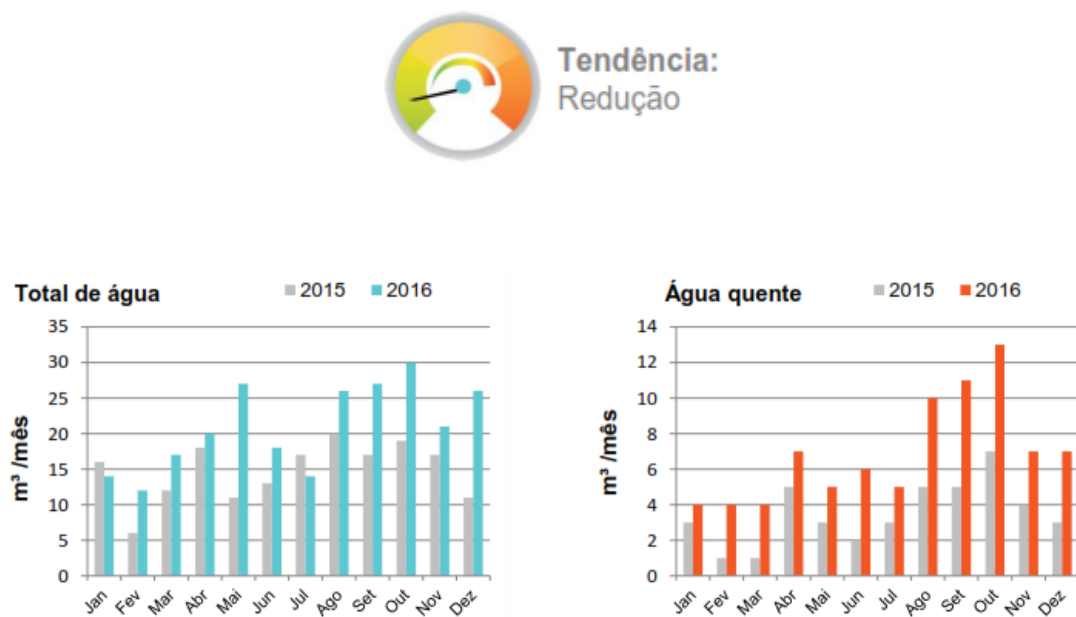 Tendência:
Redução
Total de água
2015 2016
35
30
25
20
15
10
5
0
m³ /mês
Jan Fev Mar Abr Mai Jun Jul Ago Set Out Nov Dez
Água quente
2015 2016
14
12
10
8
6
4
2
0
m³ /mês
Jan Fev Mar Abr Mai Jun Jul Ago Set Out Nov Dez